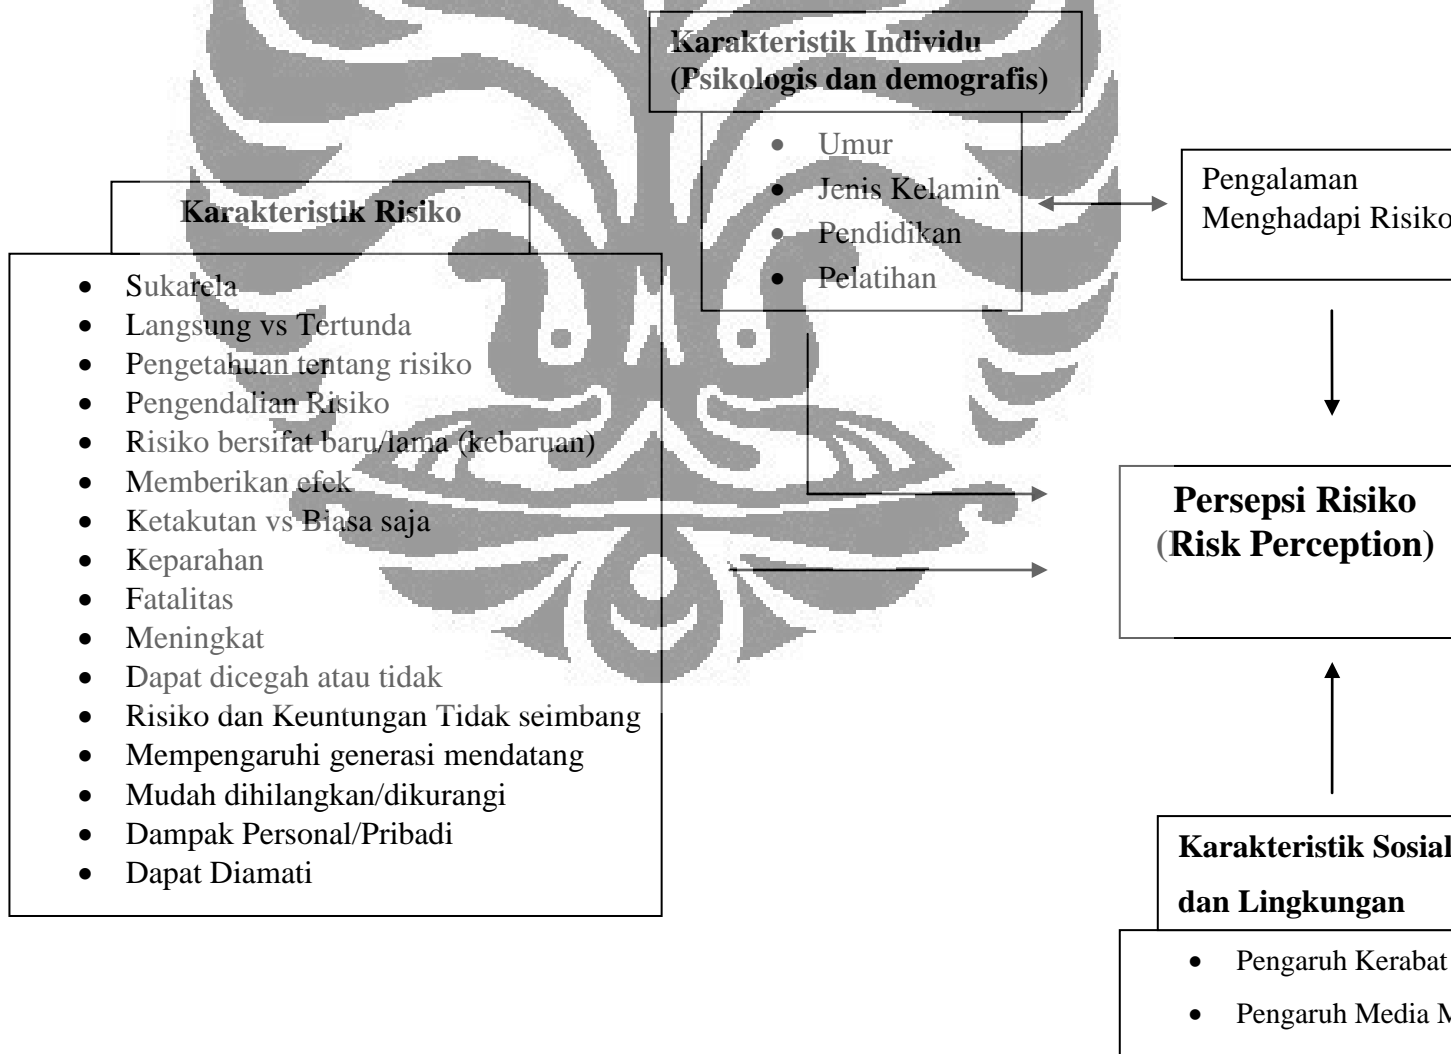 Karakteristik Individu
(Psikologis dan demografis)
• Umur
• Jenis Kelamin
• Pendidikan
• Pelatihan
Pengalaman
Menghadapi Risiko
Karakteristik Risiko
• Sukarela
• Langsung vs Tertunda
• Pengetahuan tentang risiko
• Pengendalian Risiko
• Risiko bersifat baru/lama (kebaruan)
• Memberikan efek
• Ketakutan vs Biasa saja
• Keparahan
• Fatalitas
• Meningkat
• Dapat dicegah atau tidak
• Risiko dan Keuntungan Tidak seimbang
• Mempengaruhi generasi mendatang
• Mudah dihilangkan/dikurangi
• Dampak Personal/Pribadi
• Dapat Diamati
Persepsi Risiko
(Risk Perception)
Karakteristik Sosial
dan Lingkungan
• Pengaruh Kerabat
• Pengaruh Media